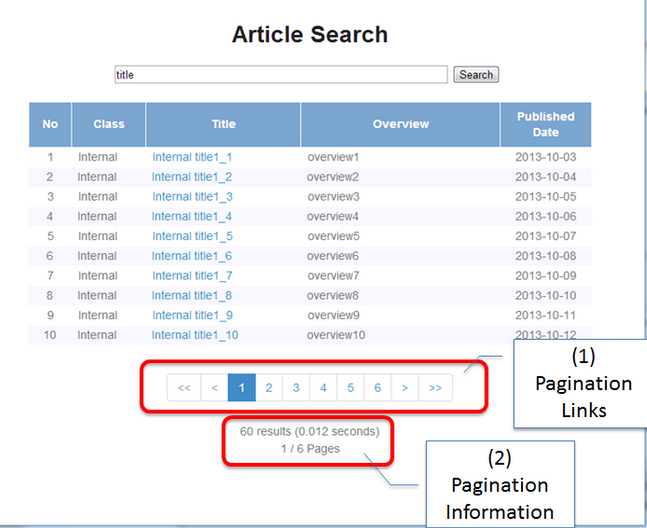 Article Search
title Search
No Class Title Overview Published Date
1 Internal Internal title1_1 overview1 2013-10-03
2 Internal Internal title1_2 overview2 2013-10-04
3 Internal Internal title1_3 overview3 2013-10-05
4 Internal Internal title1_4 overview4 2013-10-06
5 Internal Internal title1_5 overview5 2013-10-07
6 Internal Internal title1_6 overview6 2013-10-08
7 Internal Internal title1_7 overview7 2013-10-09
8 Internal Internal title1_8 overview8 2013-10-10
9 Internal Internal title1_9 overview9 2013-10-11
10 Internal Internal title1_10 overview10 2013-10-12
<< < 1 2 3 4 5 6 > >>
(1)
Pagination
Links
60 results (0.012 seconds)
1 / 6 Pages
(2)
Pagination
Information